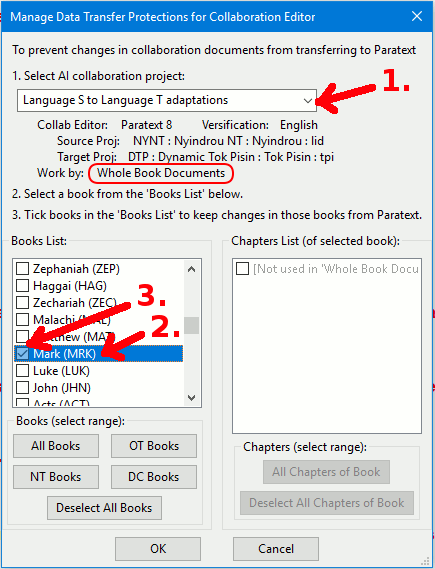 Manage Data Transfer Protections for Collaboration Editor
To prevent changes in collaboration documents from transferring to Paratext
1. Select AI collaboration project:
Language S to Language T adaptations
1.
Collab Editor: Paratext 8 Versification: English
Source Proj: NYNT : Nyindrou NT : Nyindrou : lid
Target Proj: DTP : Dynamic Tok Pisin : Tok Pisin : tpi
Work by: Whole Book Documents
2. Select a book from the 'Books List' below.
3. Tick books in the 'Books List' to keep changes in those books from Paratext.
Books List:
Zephaniah (ZEP)
Haggai (HAG)
Zechariah (ZEC)
Malachi
3.
(MAT)
2.
Mark (MRK)
Luke (LUK)
John (JHN)
Acts (ACT)
Books (select range):
All Books
OT Books
NT Books
DC Books
Deselect All Books
Chapters List (of selected book):
[Not used in 'Whole Book Docu
Chapters (select range):
All Chapters of Book
Deselect All Chapters of Book
OK
Cancel